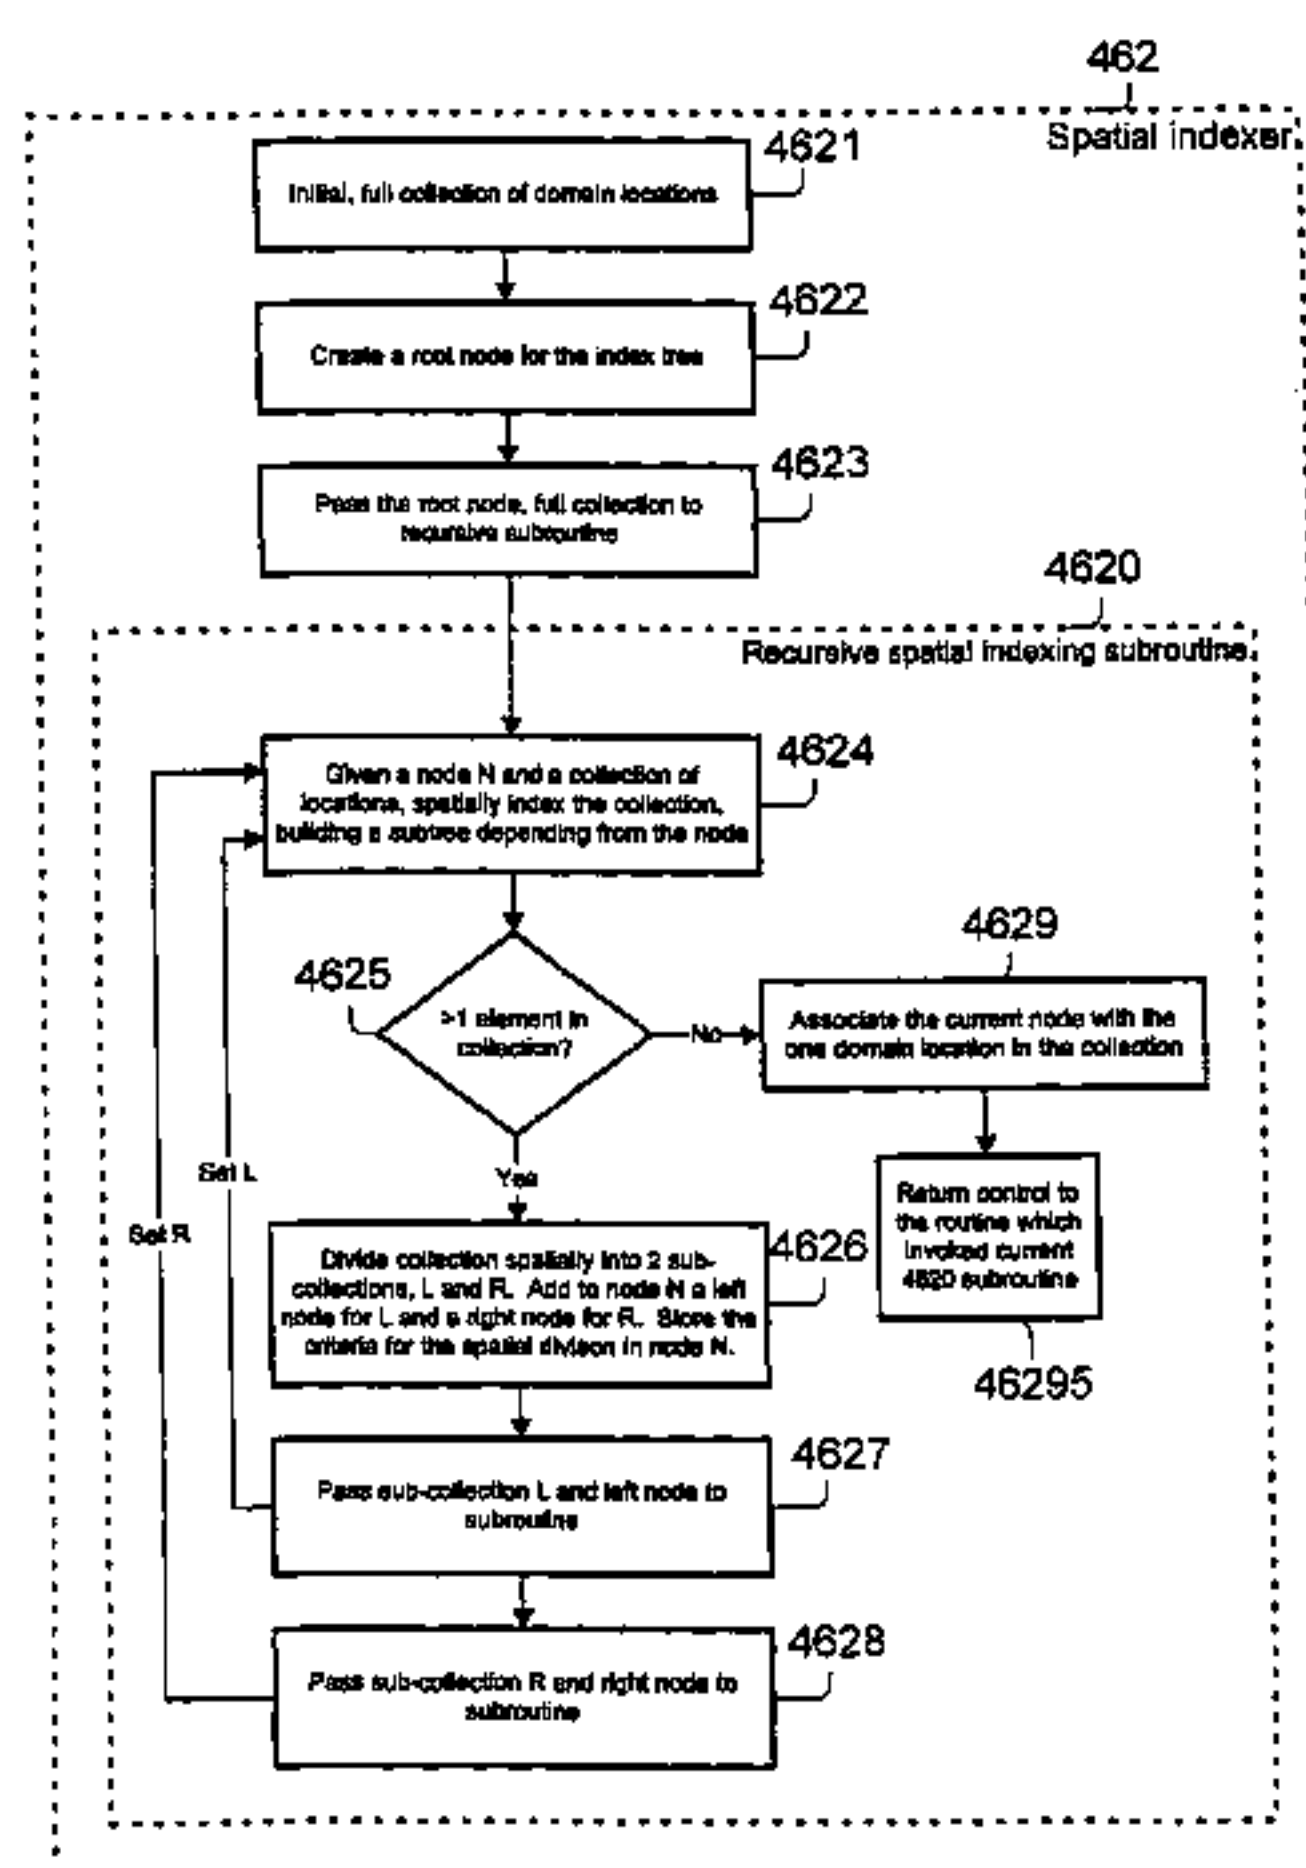 462
Spatial indexer
4621
Initial, full collection of domain locations
4622
Create a root node for the index tree
4623
Pass the root node, full collection to
recursive subroutine
4620
Recursive spatial indexing subroutine
4624
Given a node N and a collection of
locations, spatially index the collection,
building a subtree depending from the node
4625
>1 element in
collection?
No
4629
Associate the current node with the
one domain location in the collection
Yes
Set L
Set R
Return control to
the routine which
invoked current
4620 subroutine
46295
4626
Divide collection spatially into 2 sub-
collections, L and R. Add to node N a left
node for L and a right node for R. Store the
criteria for the spatial divison in node N.
4627
Pass sub-collection L and left node to
subroutine
4628
Pass sub-collection R and right node to
subroutine